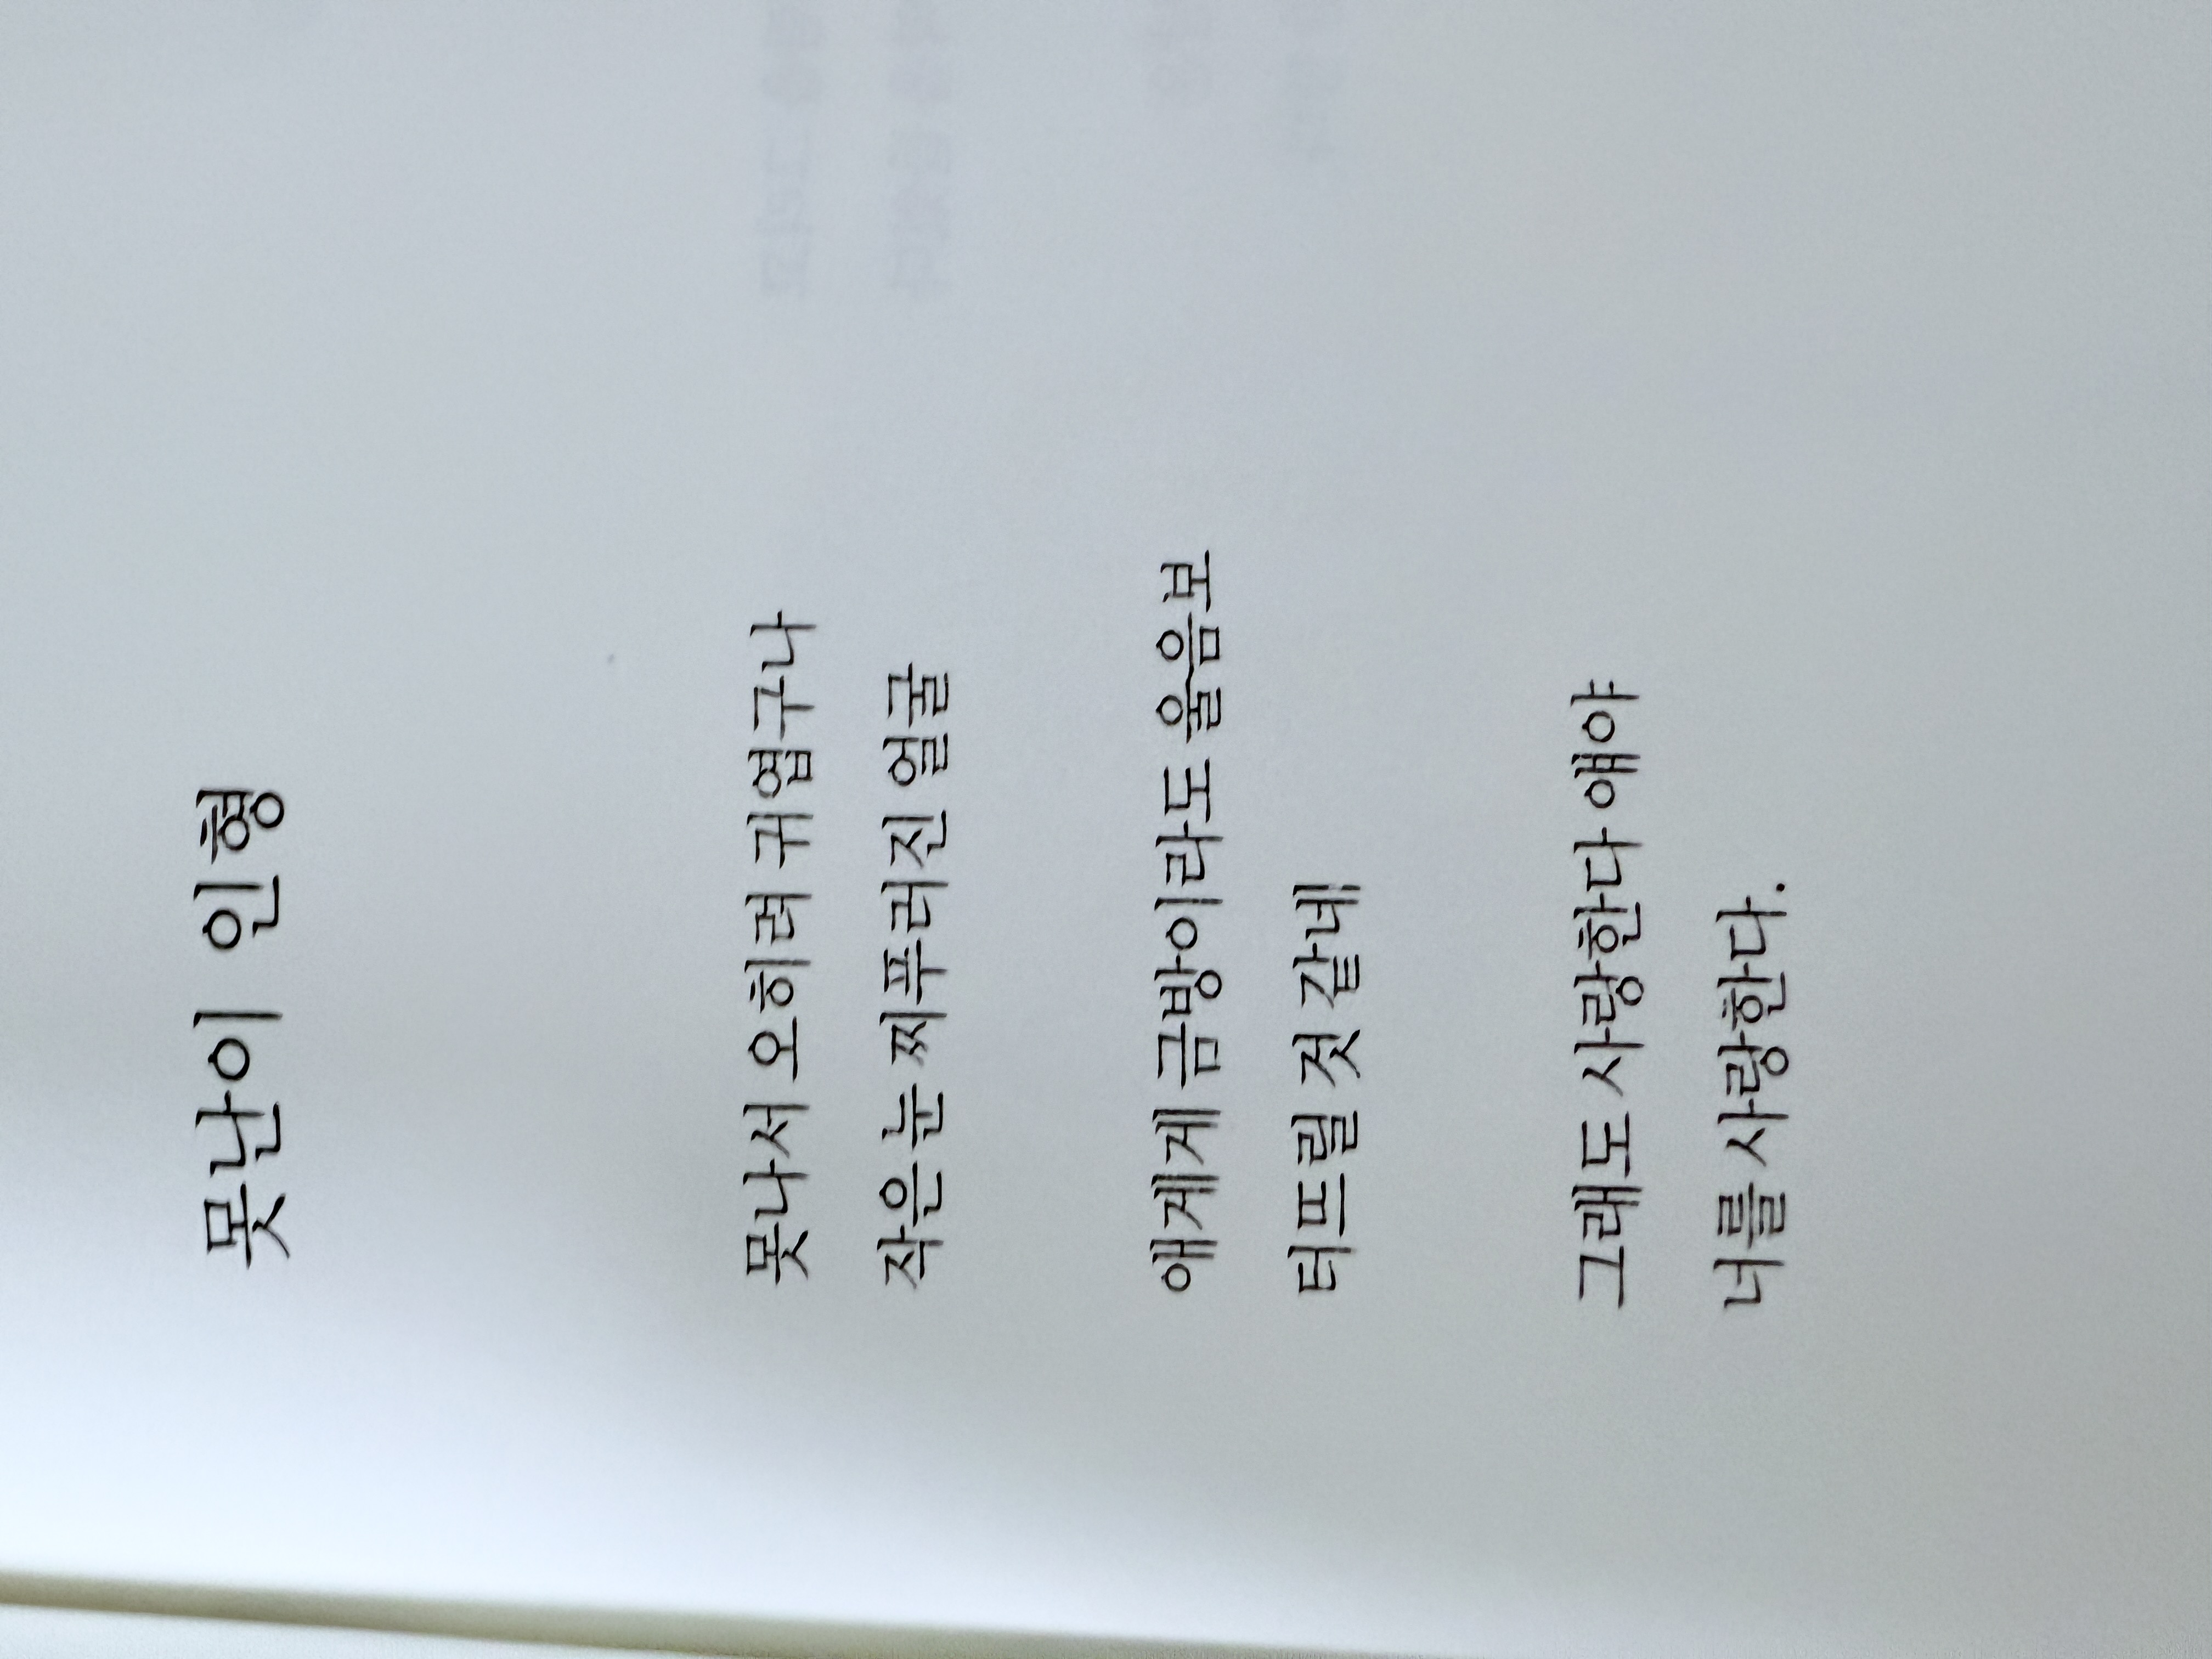 못난이 인형
못나서 오히려 귀엽구나
작은 눈 찌푸러진 얼굴
애게게 금방이라도 울음보
터뜨릴 것 같네
그래도 사랑한다 얘야
너를 사랑한다.